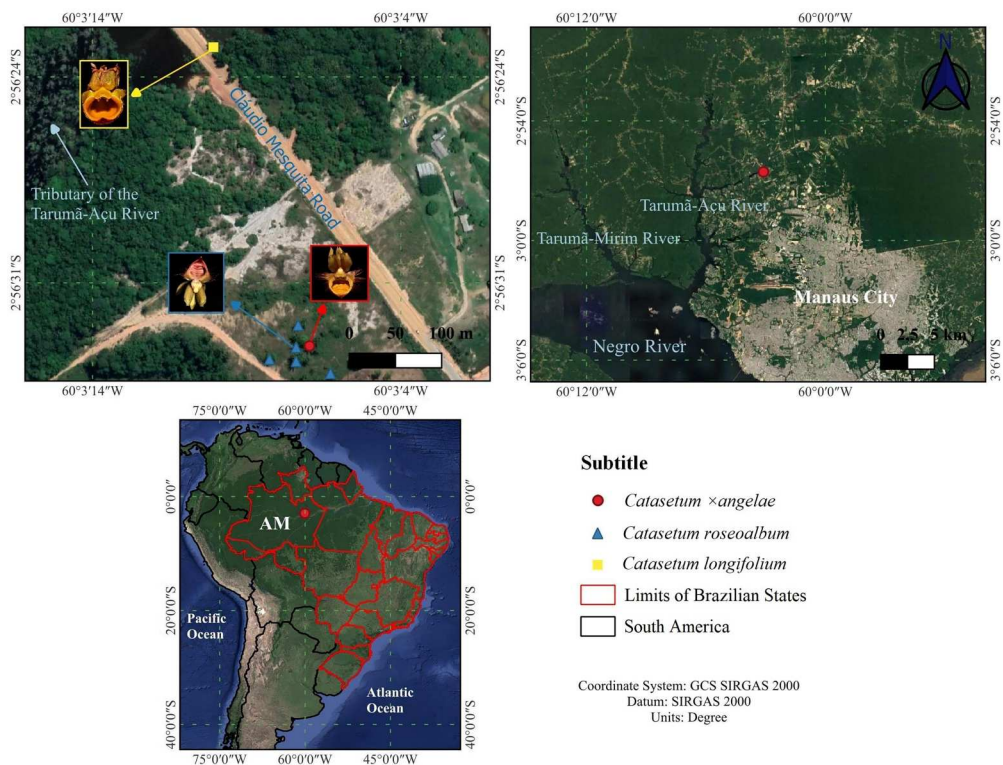 60°3'14"W
60°3'4"W
2°56'24"S
2°56'24"S
Cláudio Mesquita Road
Tributary of the
Tarumã-Açu River
2°56'31"S
2°56'31"S
0 50 100 m
60°3'14"W
60°3'4"W
60°12'0"W
60°0'0"W
N
2°54'0"S
2°54'0"S
Tarumã-Açu River
Tarumã-Mirim River
3°0'0"S
3°0'0"S
Manaus City
Negro River
0 2.5 5 km
3°6'0"S
3°6'0"S
60°12'0"W
60°0'0"W
75°0'0"W
60°0'0"W
45°0'0"W
0°0'0"
0°0'0"
AM
20°0'0"S
20°0'0"S
Pacific
Ocean
Atlantic
Ocean
40°0'0"S
40°0'0"S
75°0'0"W
60°0'0"W
45°0'0"W
Subtitle
Catasetum ×angelae
Catasetum roseoalbum
Catasetum longifolium
Limits of Brazilian States
South America
Coordinate System: GCS SIRGAS 2000
Datum: SIRGAS 2000
Units: Degree